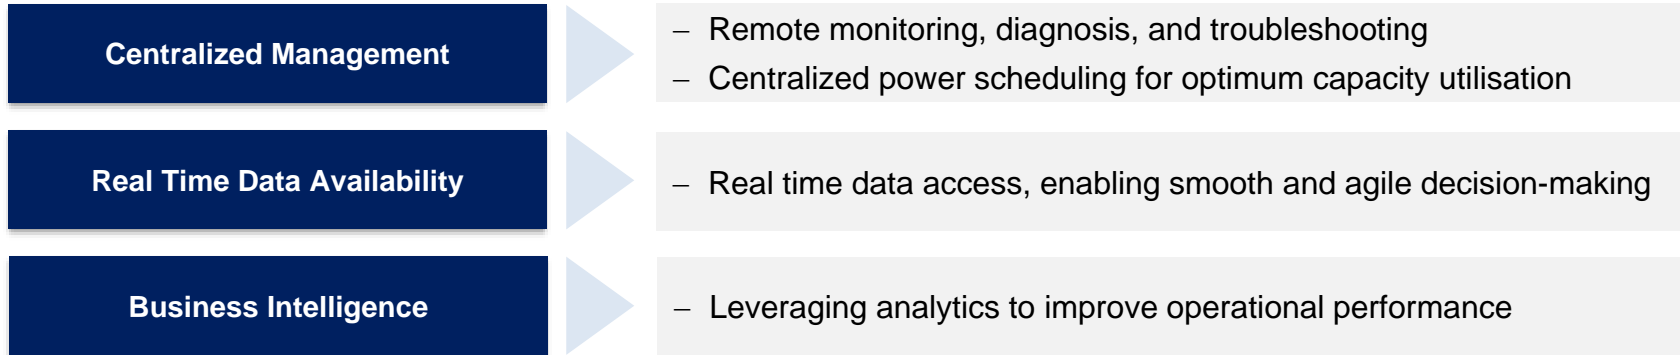 Centralized Management
– Remote monitoring, diagnosis, and troubleshooting
– Centralized power scheduling for optimum capacity utilisation
Real Time Data Availability
– Real time data access, enabling smooth and agile decision-making
Business Intelligence
– Leveraging analytics to improve operational performance